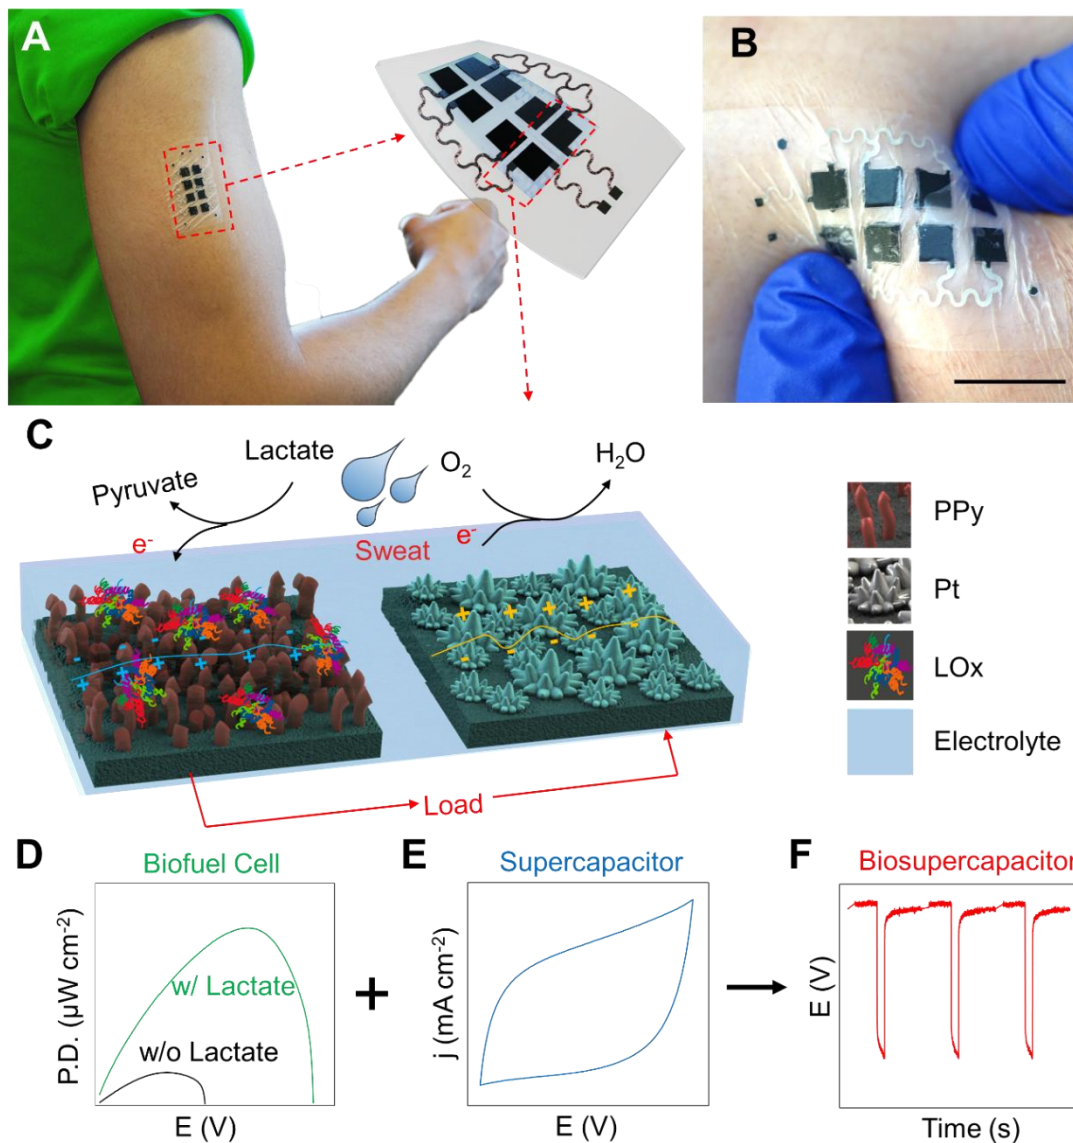 A
B
C
Lactate
O₂
H₂O
Pyruvate
e⁻
Sweat
e⁻
Load
PPy
Pt
LOx
Electrolyte
D
Biofuel Cell
P.D. (µW cm⁻²)
w/ Lactate
w/o Lactate
E (V)
+
E
Supercapacitor
j (mA cm⁻²)
E (V)
F
Biosupercapacitor
E (V)
Time (s)